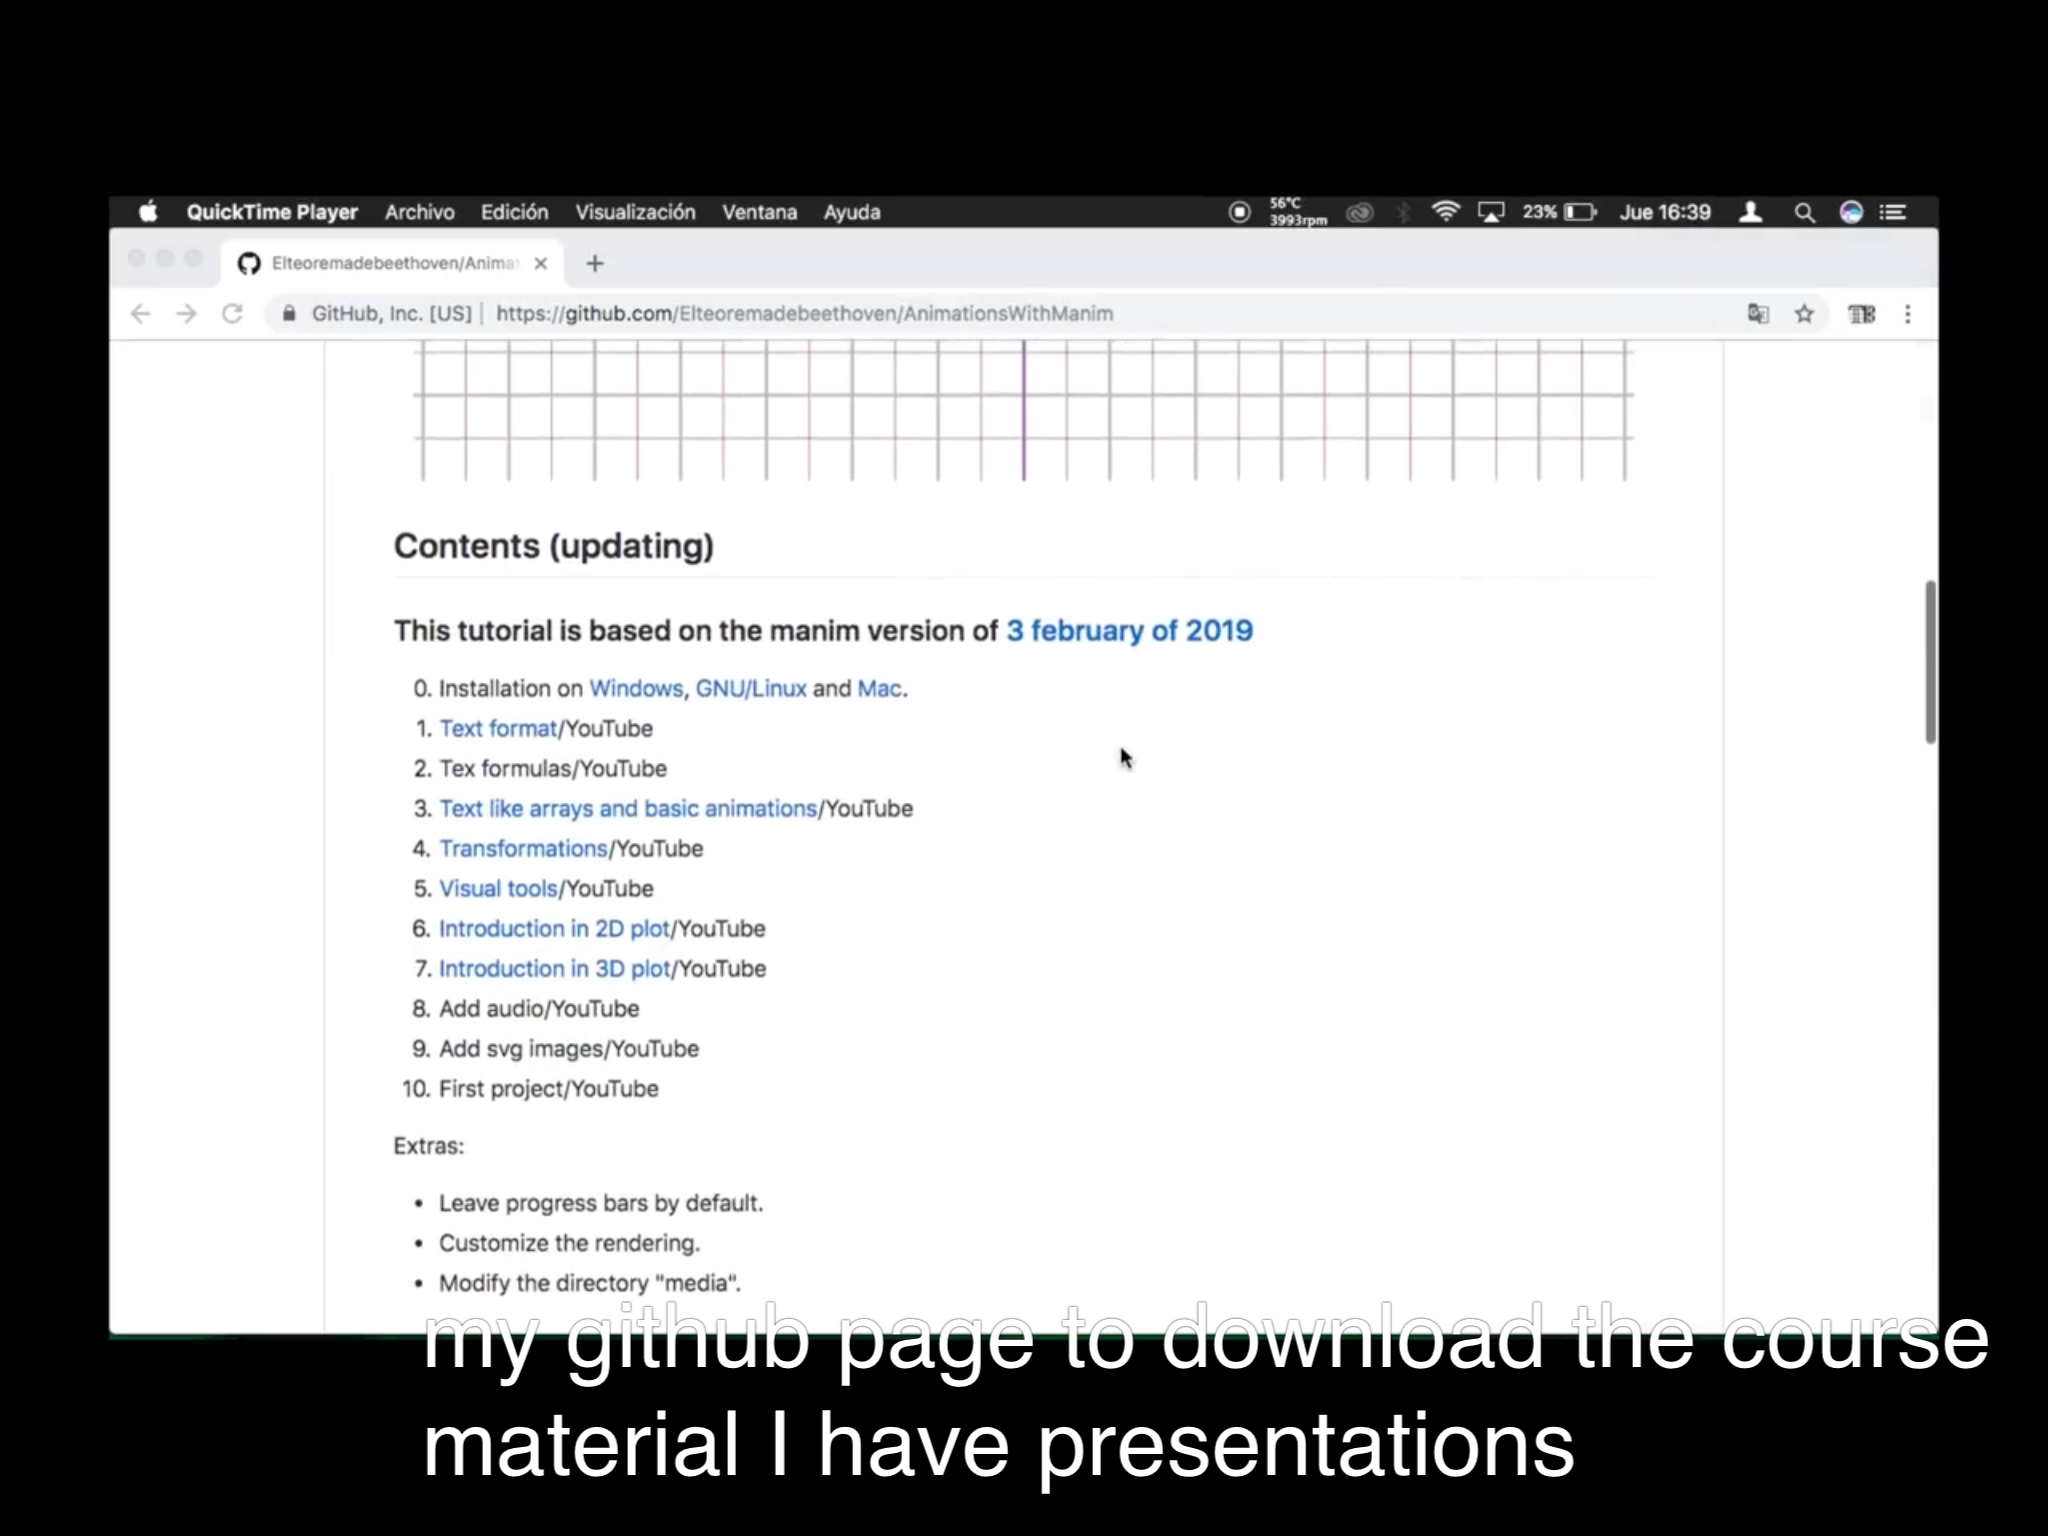 QuickTime Player Archivo Edición Visualización Ventana Ayuda 56°C 3993rpm 23% Jue 16:39
Elteoremadebeethoven/Anima
GitHub, Inc. [US] | https://github.com/Elteoremadebeethoven/AnimationsWithManim
Contents (updating)
This tutorial is based on the manim version of 3 february of 2019
0. Installation on Windows, GNU/Linux and Mac.
1. Text format/YouTube
2. Tex formulas/YouTube
3. Text like arrays and basic animations/YouTube
4. Transformations/YouTube
5. Visual tools/YouTube
6. Introduction in 2D plot/YouTube
7. Introduction in 3D plot/YouTube
8. Add audio/YouTube
9. Add svg images/YouTube
10. First project/YouTube
Extras:
• Leave progress bars by default.
• Customize the rendering.
• Modify the directory "media".
my github page to download the course
material I have presentations